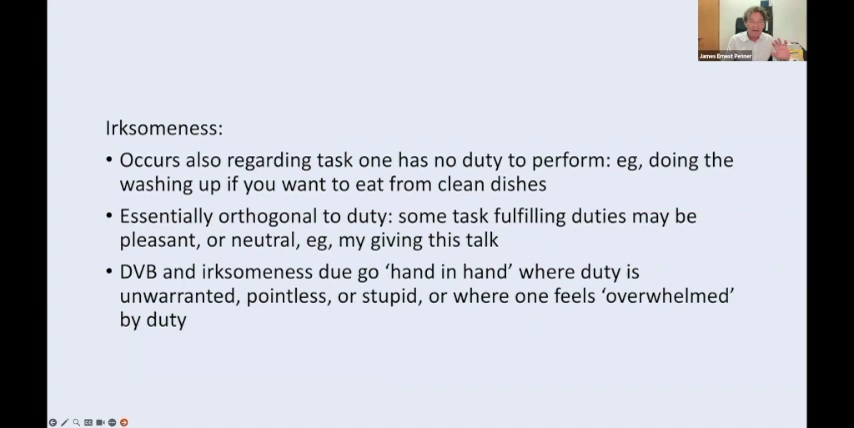 James Ernest Penner
Irksomeness:
• Occurs also regarding task one has no duty to perform: eg, doing the
washing up if you want to eat from clean dishes
• Essentially orthogonal to duty: some task fulfilling duties may be
pleasant, or neutral, eg, my giving this talk
• DVB and irksomeness due go ‘hand in hand’ where duty is
unwarranted, pointless, or stupid, or where one feels ‘overwhelmed’
by duty